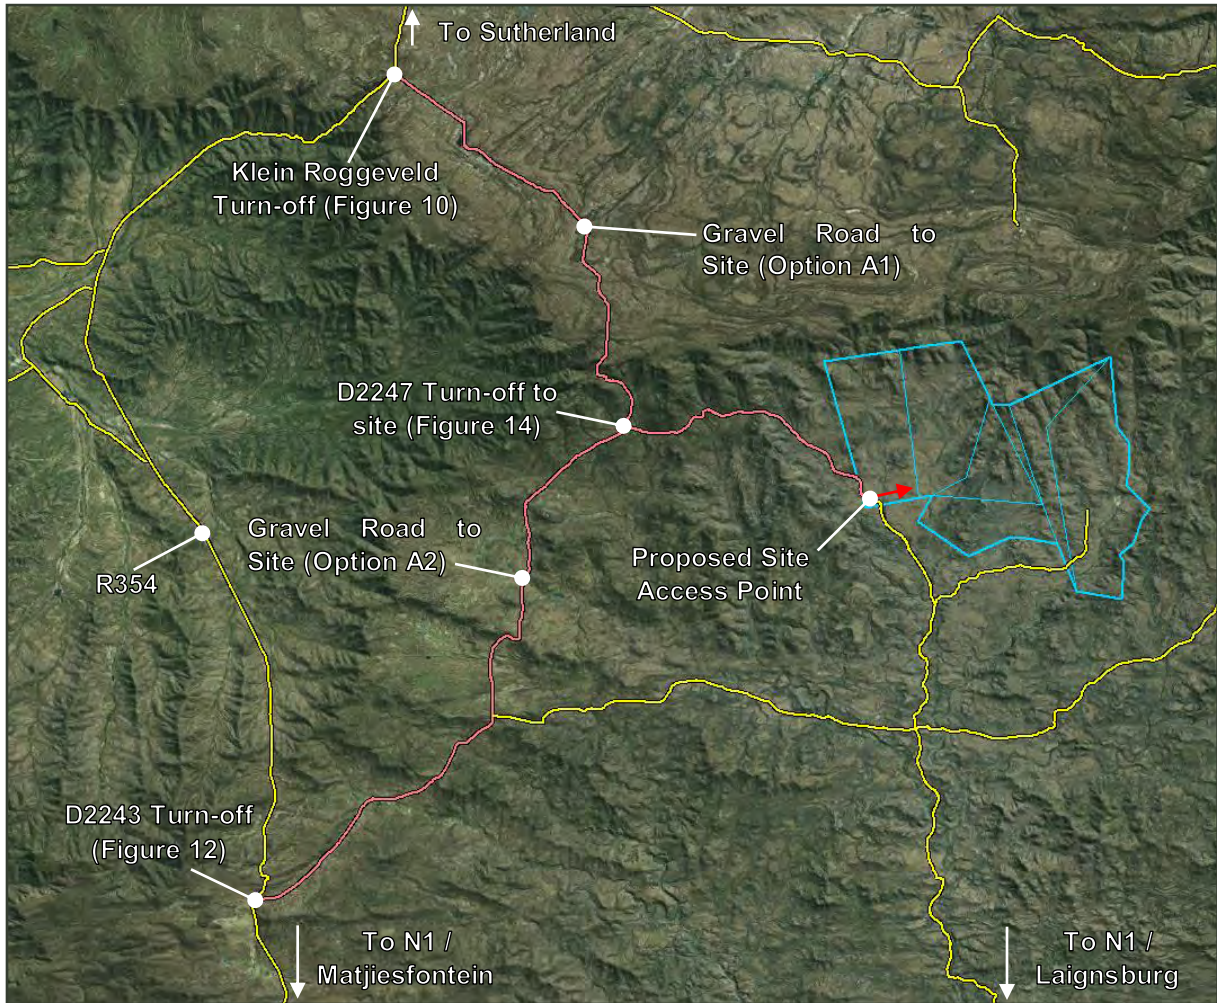 To Sutherland
Klein Roggeveld
Turn-off (Figure 10)
Gravel Road to
Site (Option A1)
D2247 Turn-off to
site (Figure 14)
Gravel Road to
Site (Option A2)
R354
Proposed Site
Access Point
D2243 Turn-off
(Figure 12)
To N1 /
Matjiesfontein
To N1 /
Laignsburg